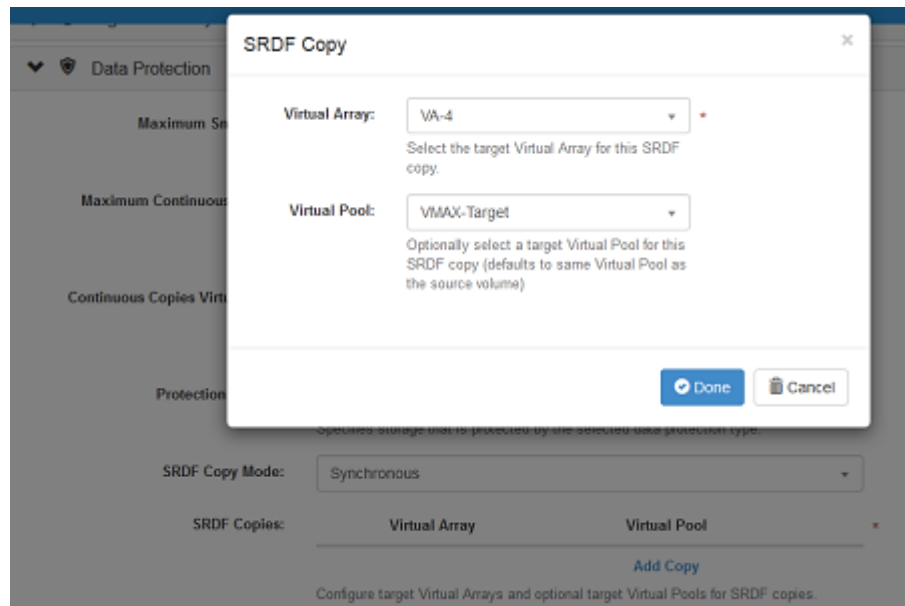 SRDF Copy
×
Data Protection
Virtual Array:
VA-4
*
Maximum Sn
Select the target Virtual Array for this SRDF
copy.
Maximum Continuous
Virtual Pool:
VMAX-Target
Optionally select a target Virtual Pool for this
SRDF copy (defaults to same Virtual Pool as
the source volume)
Continuous Copies Virtu
Done
Cancel
Protection
Specifies storage that is protected by the selected data protection type.
SRDF Copy Mode:
Synchronous
SRDF Copies:
Virtual Array
Virtual Pool
*
Add Copy
Configure target Virtual Arrays and optional target Virtual Pools for SRDF copies.